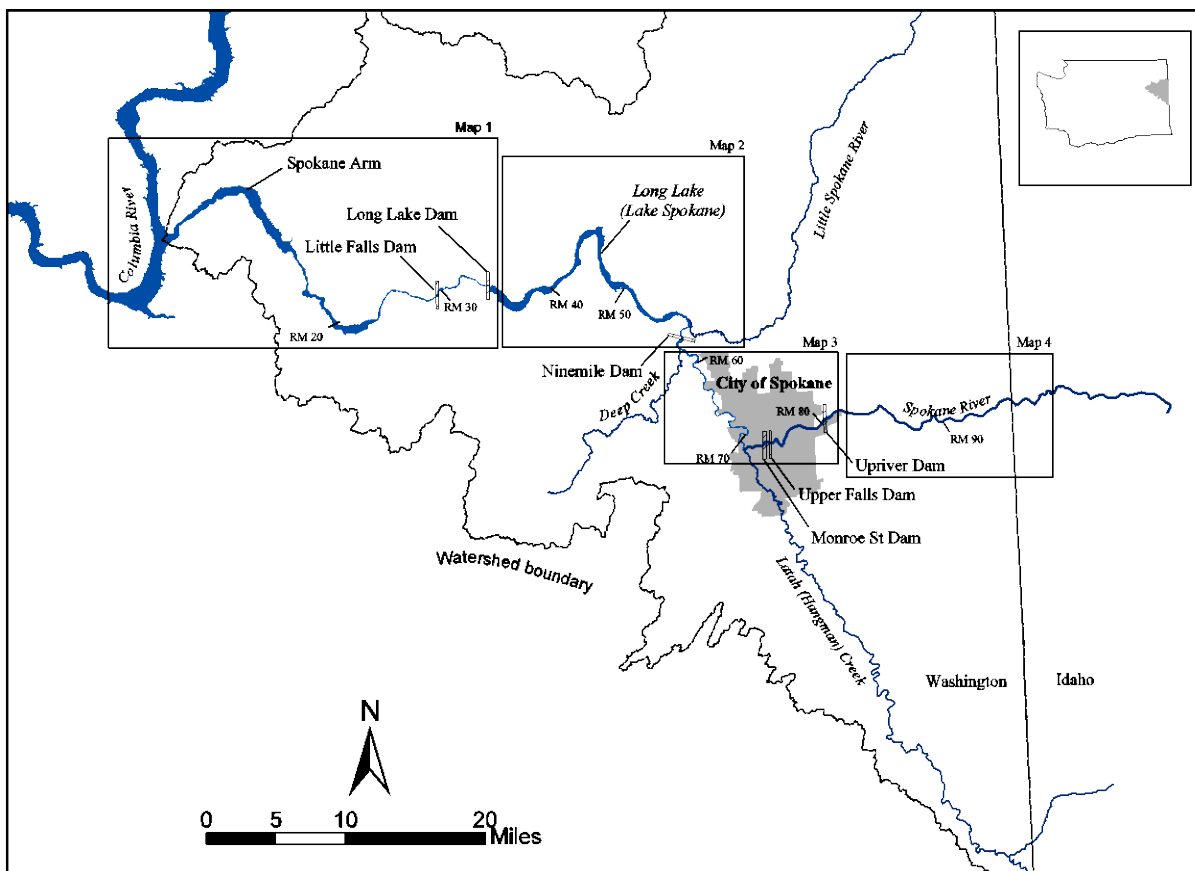 Map 1
Map 2
Spokane Arm
Columbia River
Long Lake Dam
Little Falls Dam
RM 30
RM 20
Long Lake
(Lake Spokane)
RM 40
RM 50
Little Spokane River
Ninemile Dam
Map 3
Map 4
RM 60
City of Spokane
Deep Creek
RM 80
Spokane River
RM 90
RM 70
Upriver Dam
Upper Falls Dam
Monroe St Dam
Watershed boundary
Latah (Hangman) Creek
Washington
Idaho
N
0 5 10 20
Miles